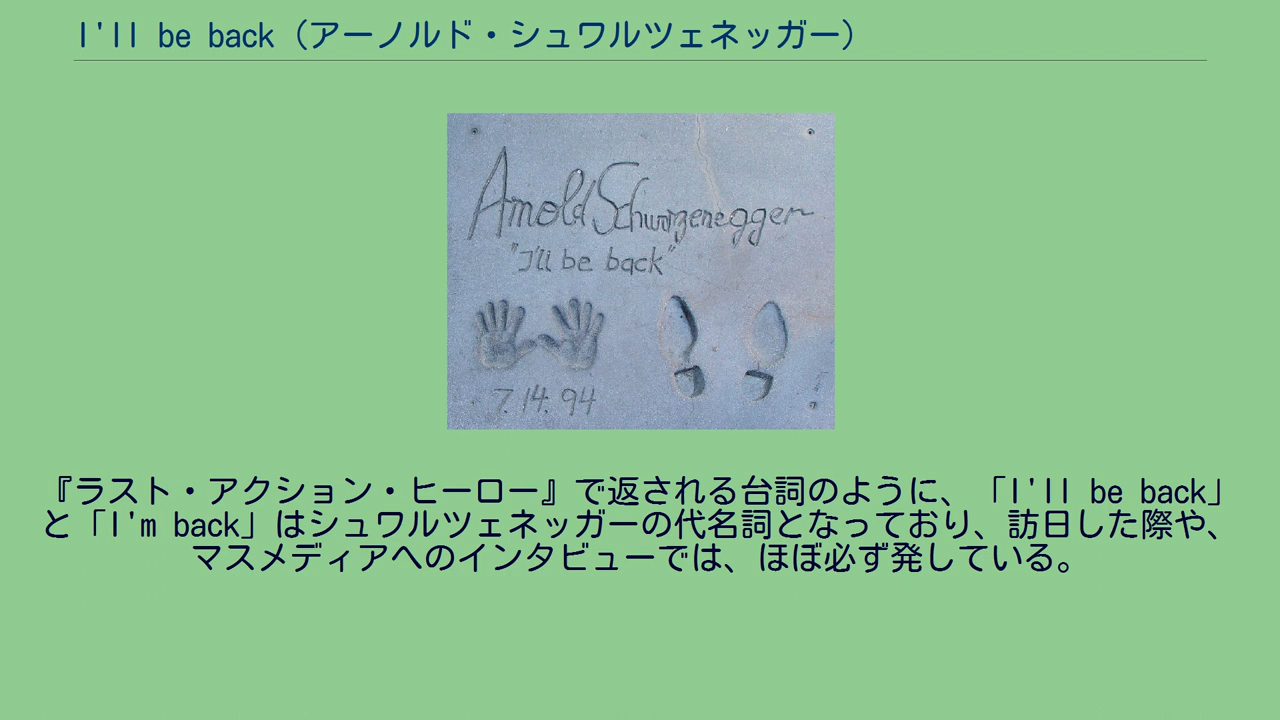 I'll be back（アーノルド・シュワルツェネッガー）
Arnold Schwarzenegger
"I'll be back"
7.14.94
『ラスト・アクション・ヒーロー』で返される台詞のように、「I'll be back」
と「I'm back」はシュワルツェネッガーの代名詞となっており、訪日した際や、
マスメディアへのインタビューでは、ほぼ必ず発している。